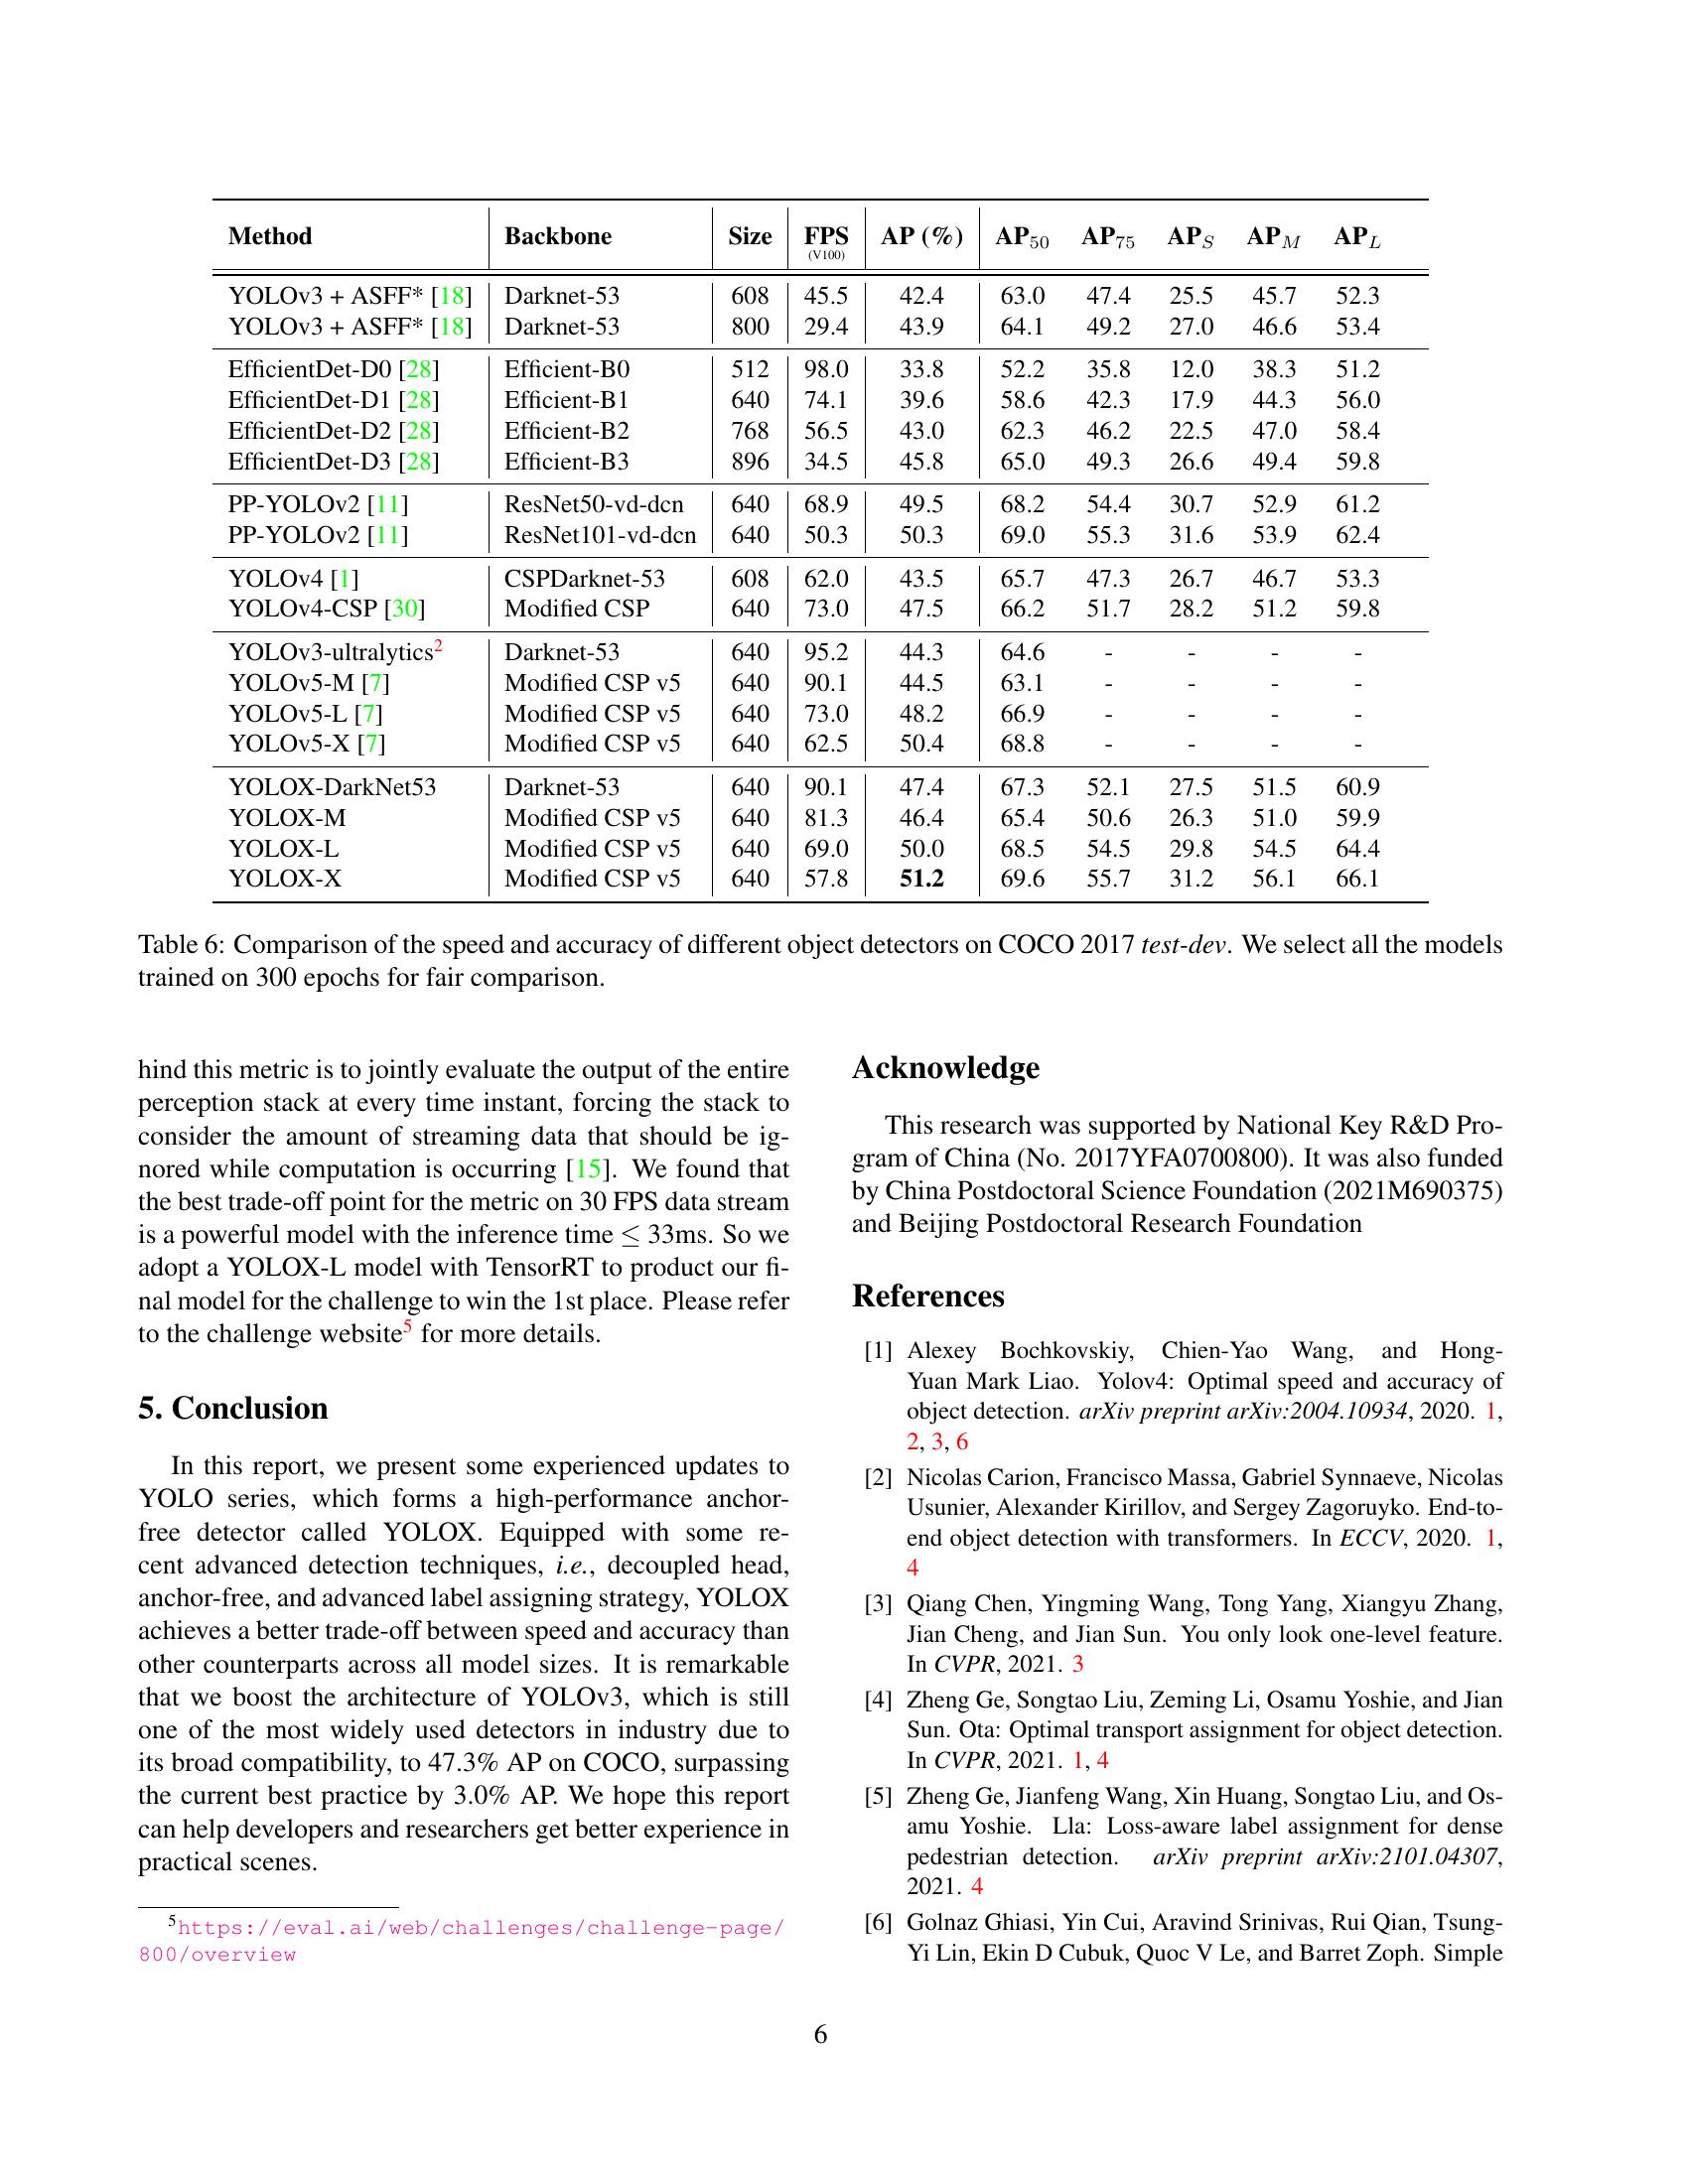 Method Backbone Size FPS (V100) AP (%) AP50 AP75 APS APM APL
YOLOv3 + ASFF* [18] Darknet-53 608 45.5 42.4 63.0 47.4 25.5 45.7 52.3
YOLOv3 + ASFF* [18] Darknet-53 800 29.4 43.9 64.1 49.2 27.0 46.6 53.4
EfficientDet-D0 [28] Efficient-B0 512 98.0 33.8 52.2 35.8 12.0 38.3 51.2
EfficientDet-D1 [28] Efficient-B1 640 74.1 39.6 58.6 42.3 17.9 44.3 56.0
EfficientDet-D2 [28] Efficient-B2 768 56.5 43.0 62.3 46.2 22.5 47.0 58.4
EfficientDet-D3 [28] Efficient-B3 896 34.5 45.8 65.0 49.3 26.6 49.4 59.8
PP-YOLOv2 [11] ResNet50-vd-dcn 640 68.9 49.5 68.2 54.4 30.7 52.9 61.2
PP-YOLOv2 [11] ResNet101-vd-dcn 640 50.3 50.3 69.0 55.3 31.6 53.9 62.4
YOLOv4 [1] CSPDarknet-53 608 62.0 43.5 65.7 47.3 26.7 46.7 53.3
YOLOv4-CSP [30] Modified CSP 640 73.0 47.5 66.2 51.7 28.2 51.2 59.8
YOLOv3-ultralytics2 Darknet-53 640 95.2 44.3 64.6 - - - -
YOLOv5-M [7] Modified CSP v5 640 90.1 44.5 63.1 - - - -
YOLOv5-L [7] Modified CSP v5 640 73.0 48.2 66.9 - - - -
YOLOv5-X [7] Modified CSP v5 640 62.5 50.4 68.8 - - - -
YOLOX-DarkNet53 Darknet-53 640 90.1 47.4 67.3 52.1 27.5 51.5 60.9
YOLOX-M Modified CSP v5 640 81.3 46.4 65.4 50.6 26.3 51.0 59.9
YOLOX-L Modified CSP v5 640 69.0 50.0 68.5 54.5 29.8 54.5 64.4
YOLOX-X Modified CSP v5 640 57.8 51.2 69.6 55.7 31.2 56.1 66.1
Table 6: Comparison of the speed and accuracy of different object detectors on COCO 2017 test-dev. We select all the models
trained on 300 epochs for fair comparison.
hind this metric is to jointly evaluate the output of the entire
perception stack at every time instant, forcing the stack to
consider the amount of streaming data that should be ig-
nored while computation is occurring [15]. We found that
the best trade-off point for the metric on 30 FPS data stream
is a powerful model with the inference time ≤ 33ms. So we
adopt a YOLOX-L model with TensorRT to product our fi-
nal model for the challenge to win the 1st place. Please refer
to the challenge website5 for more details.
5. Conclusion
In this report, we present some experienced updates to
YOLO series, which forms a high-performance anchor-
free detector called YOLOX. Equipped with some re-
cent advanced detection techniques, i.e., decoupled head,
anchor-free, and advanced label assigning strategy, YOLOX
achieves a better trade-off between speed and accuracy than
other counterparts across all model sizes. It is remarkable
that we boost the architecture of YOLOv3, which is still
one of the most widely used detectors in industry due to
its broad compatibility, to 47.3% AP on COCO, surpassing
the current best practice by 3.0% AP. We hope this report
can help developers and researchers get better experience in
practical scenes.
5https://eval.ai/web/challenges/challenge-page/
800/overview
Acknowledge
This research was supported by National Key R&D Pro-
gram of China (No. 2017YFA0700800). It was also funded
by China Postdoctoral Science Foundation (2021M690375)
and Beijing Postdoctoral Research Foundation
References
[1] Alexey Bochkovskiy, Chien-Yao Wang, and Hong-
Yuan Mark Liao. Yolov4: Optimal speed and accuracy of
object detection. arXiv preprint arXiv:2004.10934, 2020. 1,
2, 3, 6
[2] Nicolas Carion, Francisco Massa, Gabriel Synnaeve, Nicolas
Usunier, Alexander Kirillov, and Sergey Zagoruyko. End-to-
end object detection with transformers. In ECCV, 2020. 1,
4
[3] Qiang Chen, Yingming Wang, Tong Yang, Xiangyu Zhang,
Jian Cheng, and Jian Sun. You only look one-level feature.
In CVPR, 2021. 3
[4] Zheng Ge, Songtao Liu, Zeming Li, Osamu Yoshie, and Jian
Sun. Ota: Optimal transport assignment for object detection.
In CVPR, 2021. 1, 4
[5] Zheng Ge, Jianfeng Wang, Xin Huang, Songtao Liu, and Os-
amu Yoshie. Lla: Loss-aware label assignment for dense
pedestrian detection. arXiv preprint arXiv:2101.04307,
2021. 4
[6] Golnaz Ghiasi, Yin Cui, Aravind Srinivas, Rui Qian, Tsung-
Yi Lin, Ekin D Cubuk, Quoc V Le, and Barret Zoph. Simple
6